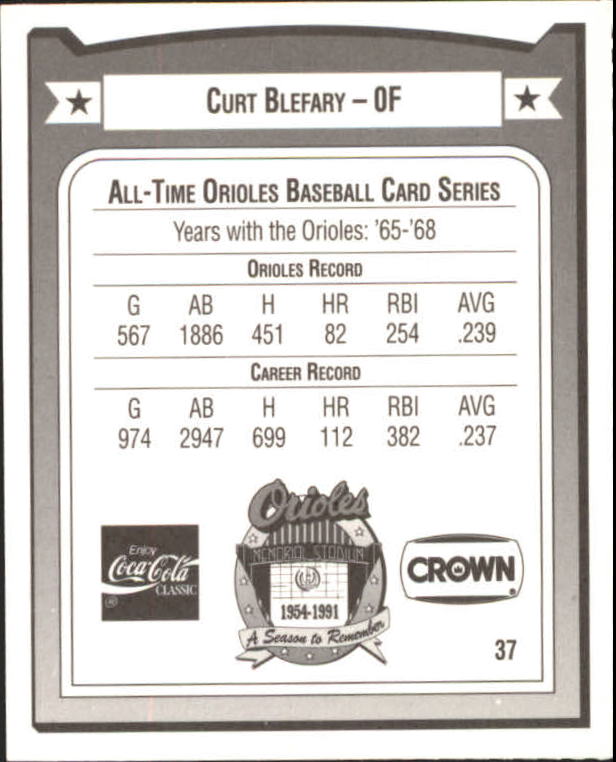 CURT BLEFARY – OF
ALL-TIME ORIOLES BASEBALL CARD SERIES
Years with the Orioles: '65-'68
ORIOLES RECORD
G AB H HR RBI AVG
567 1886 451 82 254 .239
CAREER RECORD
G AB H HR RBI AVG
974 2947 699 112 382 .237
Orioles
MEMORIAL STADIUM
1954-1991
A Season to Remember
Enjoy
Coca-Cola
CLASSIC
®
CROWN
®
37